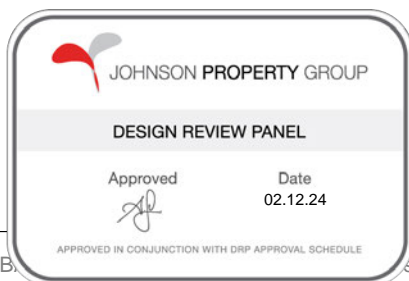 JOHNSON PROPERTY GROUP
DESIGN REVIEW PANEL
Approved Date
02.12.24
APPROVED IN CONJUNCTION WITH DRP APPROVAL SCHEDULE